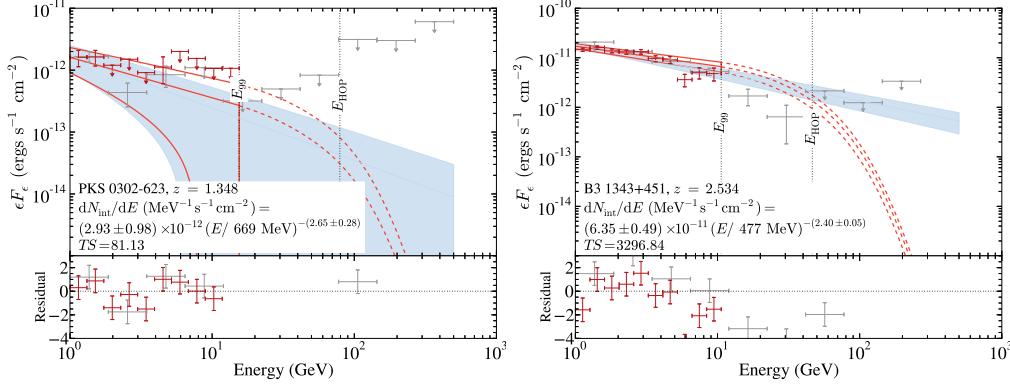 10^-11
10^-12
10^-13
10^-14
ϵF_ϵ (ergs s^-1 cm^-2)
E_99
E_HOP
PKS 0302-623, z = 1.348
dN_int/dE (MeV^-1 s^-1 cm^-2) =
(2.93 ± 0.98) × 10^-12 (E/ 669 MeV)^-(2.65 ± 0.28)
TS = 81.13
Residual
2
0
−2
−4
10^0 10^1 10^2 10^3
Energy (GeV)
10^-10
10^-11
10^-12
10^-13
10^-14
ϵF_ϵ (ergs s^-1 cm^-2)
E_99
E_HOP
B3 1343+451, z = 2.534
dN_int/dE (MeV^-1 s^-1 cm^-2) =
(6.35 ± 0.49) × 10^-11 (E/ 477 MeV)^-(2.40 ± 0.05)
TS = 3296.84
Residual
2
0
−2
−4
10^0 10^1 10^2 10^3
Energy (GeV)